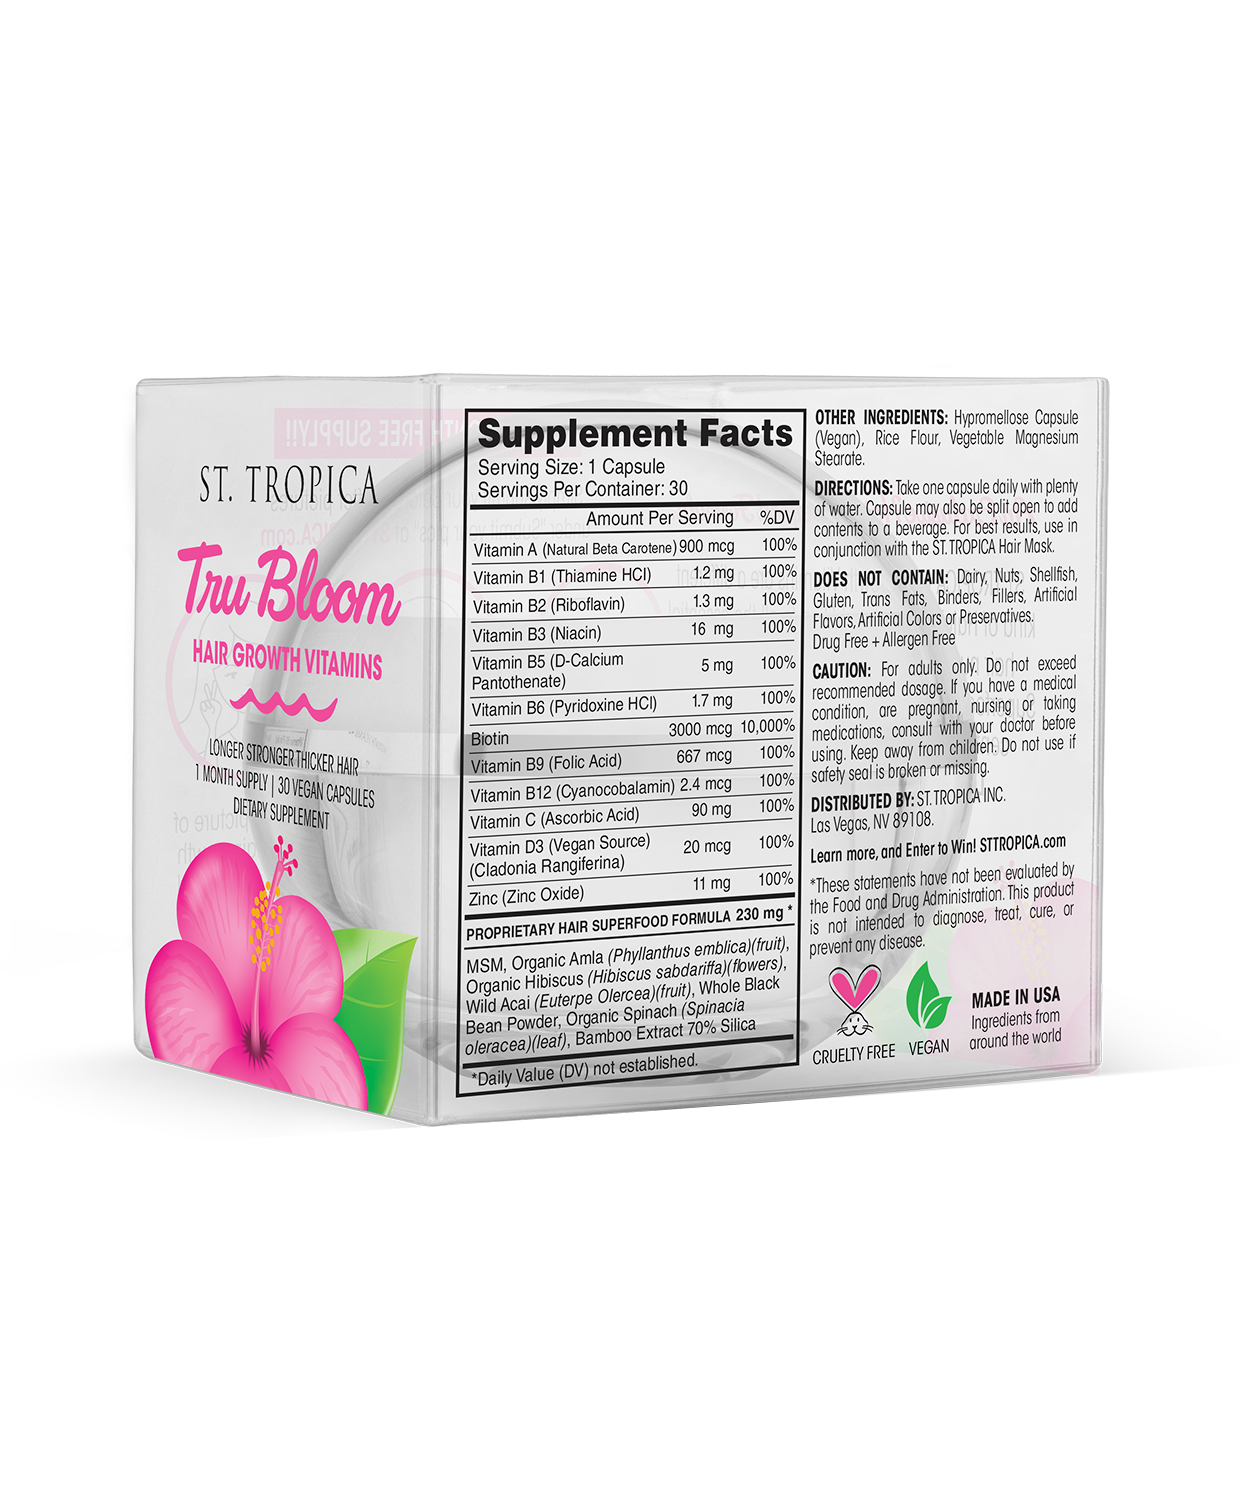 ST. TROPICA
Tru Bloom
HAIR GROWTH VITAMINS
LONGER STRONGER THICKER HAIR
1 MONTH SUPPLY | 30 VEGAN CAPSULES
DIETARY SUPPLEMENT
Supplement Facts
Serving Size: 1 Capsule
Servings Per Container: 30
Amount Per Serving %DV
Vitamin A (Natural Beta Carotene) 900 mcg 100%
Vitamin B1 (Thiamine HCl) 1.2 mg 100%
Vitamin B2 (Riboflavin) 1.3 mg 100%
Vitamin B3 (Niacin) 16 mg 100%
Vitamin B5 (D-Calcium
Pantothenate) 5 mg 100%
Vitamin B6 (Pyridoxine HCl) 1.7 mg 100%
Biotin 3000 mcg 10,000%
Vitamin B9 (Folic Acid) 667 mcg 100%
Vitamin B12 (Cyanocobalamin) 2.4 mcg 100%
Vitamin C (Ascorbic Acid) 90 mg 100%
Vitamin D3 (Vegan Source)
(Cladonia Rangiferina) 20 mcg 100%
Zinc (Zinc Oxide) 11 mg 100%
PROPRIETARY HAIR SUPERFOOD FORMULA 230 mg *
MSM, Organic Amla (Phyllanthus emblica)(fruit),
Organic Hibiscus (Hibiscus sabdariffa)(flowers),
Wild Acai (Euterpe Olercea)(fruit), Whole Black
Bean Powder, Organic Spinach (Spinacia
oleracea)(leaf), Bamboo Extract 70% Silica
*Daily Value (DV) not established.
OTHER INGREDIENTS: Hypromellose Capsule
(Vegan), Rice Flour, Vegetable Magnesium
Stearate.
DIRECTIONS: Take one capsule daily with plenty
of water. Capsule may also be split open to add
contents to a beverage. For best results, use in
conjunction with the ST. TROPICA Hair Mask.
DOES NOT CONTAIN: Dairy, Nuts, Shellfish,
Gluten, Trans Fats, Binders, Fillers, Artificial
Flavors, Artificial Colors or Preservatives.
Drug Free + Allergen Free
CAUTION: For adults only. Do not exceed
recommended dosage. If you have a medical
condition, are pregnant, nursing or taking
medications, consult with your doctor before
using. Keep away from children. Do not use if
safety seal is broken or missing.
DISTRIBUTED BY: ST. TROPICA INC.
Las Vegas, NV 89108.
Learn more, and Enter to Win! STTROPICA.com
*These statements have not been evaluated by
the Food and Drug Administration. This product
is not intended to diagnose, treat, cure, or
prevent any disease.
CRUELTY FREE
VEGAN
MADE IN USA
Ingredients from
around the world